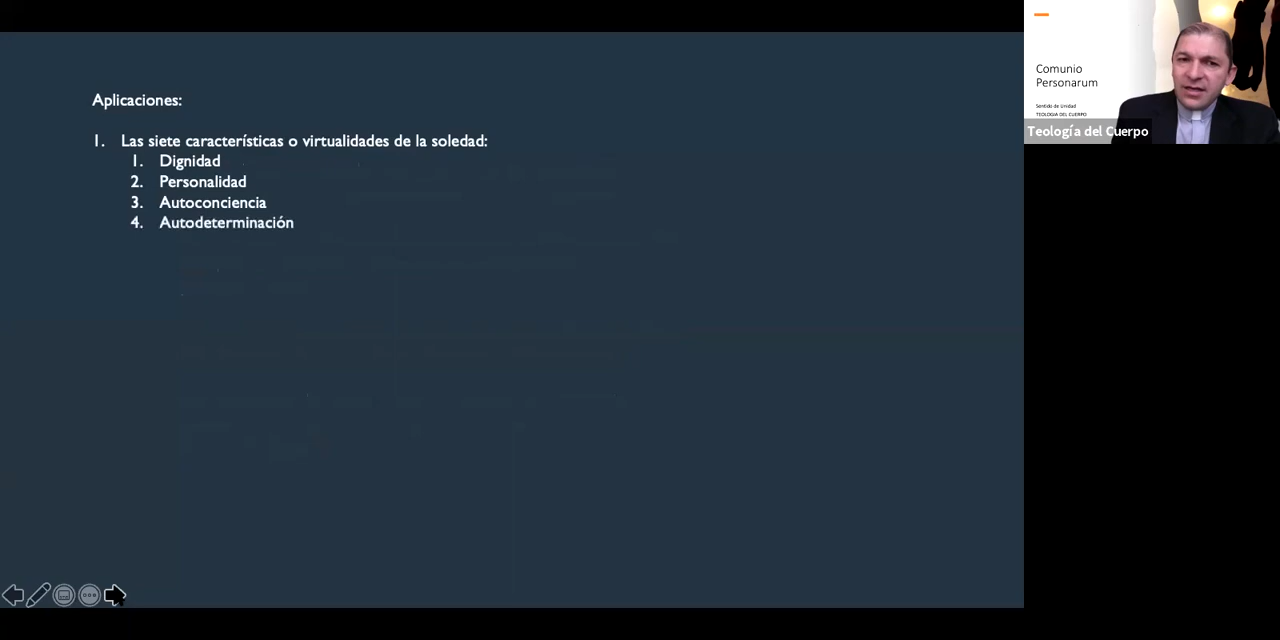 Aplicaciones:
1. Las siete características o virtualidades de la soledad:
1. Dignidad
2. Personalidad
3. Autoconciencia
4. Autodeterminación
Comunio
Personarum
Sentido de Unidad
TEOLOGIA DEL CUERPO
Teología del Cuerpo